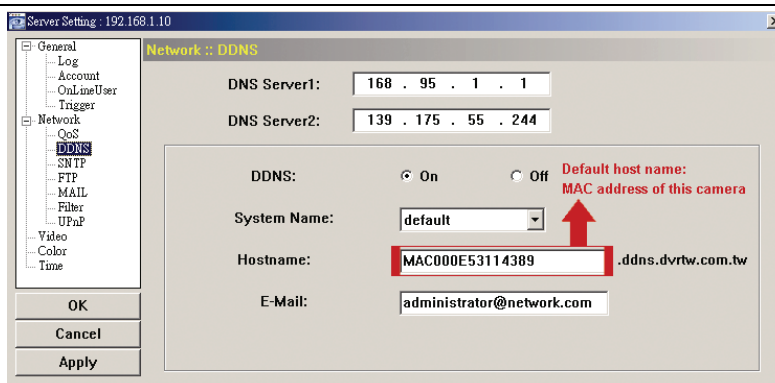 Server Setting : 192.168.1.10
General
Log
Account
OnLineUser
Trigger
Network
QoS
DDNS
SNTP
FTP
MAIL
Filter
UPnP
Video
Color
Time
OK
Cancel
Apply
Network :: DDNS
DNS Server1: 168 . 95 . 1 . 1
DNS Server2: 139 . 175 . 55 . 244
DDNS: On Off
Default host name:
MAC address of this camera
System Name: default
Hostname: MAC000E53114389 .ddns.dvrtw.com.tw
E-Mail: administrator@network.com